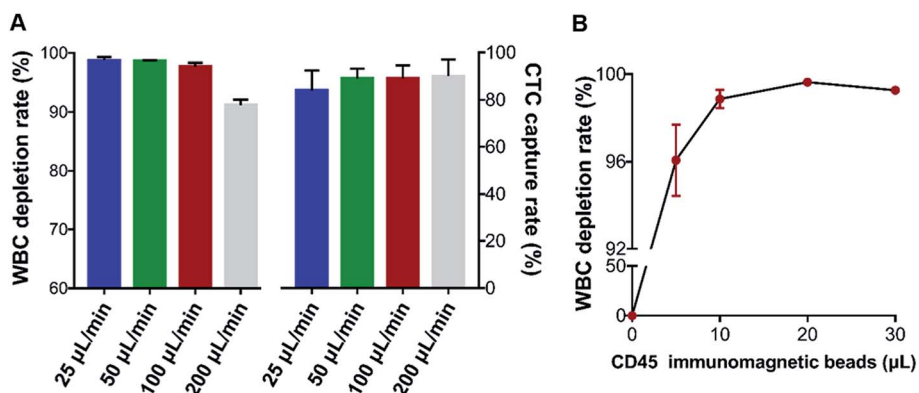 A
WBC depletion rate (%)
100
90
80
70
60
25 µL/min
50 µL/min
100 µL/min
200 µL/min
25 µL/min
50 µL/min
100 µL/min
200 µL/min
100
80
60
40
20
0
CTC capture rate (%)
B
WBC depletion rate (%)
100
96
92
50
0
0
10
20
30
CD45 immunomagnetic beads (µL)